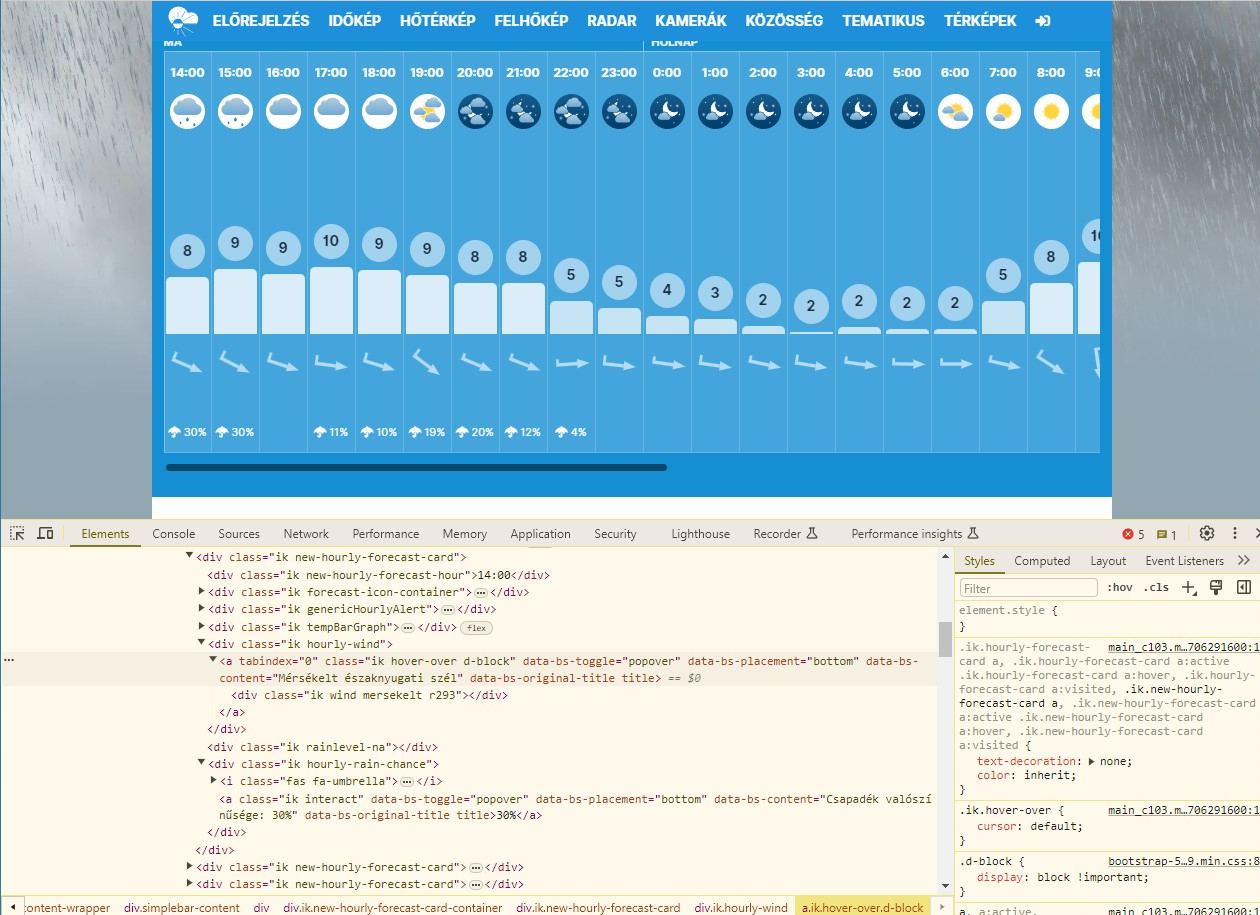 ELŐREJELZÉS IDŐKÉP HŐTÉRKÉP FELHŐKÉP RADAR KAMERÁK KÖZÖSSÉG TEMATIKUS TÉRKÉPEK
MA HOLNAP
14:00 15:00 16:00 17:00 18:00 19:00 20:00 21:00 22:00 23:00 0:00 1:00 2:00 3:00 4:00 5:00 6:00 7:00 8:00
8 9 9 10 9 9 8 8 5 5 4 3 2 2 2 2 2 5 8
30% 30% 11% 10% 19% 20% 12% 4%
Elements Console Sources Network Performance Memory Application Security Lighthouse Recorder Performance insights 5 1
<div class="ik new-hourly-forecast-card">
<div class="ik new-hourly-forecast-hour">14:00</div>
<div class="ik forecast-icon-container">…</div>
<div class="ik genericHourlyAlert">…</div>
<div class="ik tempBarGraph">…</div> flex
<div class="ik hourly-wind">
<a tabindex="0" class="ik hover-over d-block" data-bs-toggle="popover" data-bs-placement="bottom" data-bs-
content="Mérsékelt északnyugati szél" data-bs-original-title title> == $0
<div class="ik wind mersekelt r293"></div>
</a>
</div>
<div class="ik rainlevel-na"></div>
<div class="ik hourly-rain-chance">
<i class="fas fa-umbrella">…</i>
<a class="ik interact" data-bs-toggle="popover" data-bs-placement="bottom" data-bs-content="Csapadék valószí
nűsége: 30%" data-bs-original-title title>30%</a>
</div>
</div>
<div class="ik new-hourly-forecast-card">…</div>
<div class="ik new-hourly-forecast-card">…</div>
ontent-wrapper div.simplebar-content div div.ik.new-hourly-forecast-card-container div.ik.new-hourly-forecast-card div.ik.hourly-wind a.ik.hover-over.d-block
Styles Computed Layout Event Listeners
Filter :hov .cls
element.style {
}
.ik.hourly-forecast- main_c103.m…706291600:1
card a, .ik.hourly-forecast-card a:active
.ik.hourly-forecast-card a:hover, .ik.hourly-
forecast-card a:visited, .ik.new-hourly-
forecast-card a, .ik.new-hourly-forecast-card
a:active .ik.new-hourly-forecast-card
a:hover, .ik.new-hourly-forecast-card
a:visited {
text-decoration: none;
color: inherit;
}
.ik.hover-over { main_c103.m…706291600:1
cursor: default;
}
.d-block { bootstrap-5…9.min.css:8
display: block !important;
}
a, a:active, main_c103.m…706291600:1